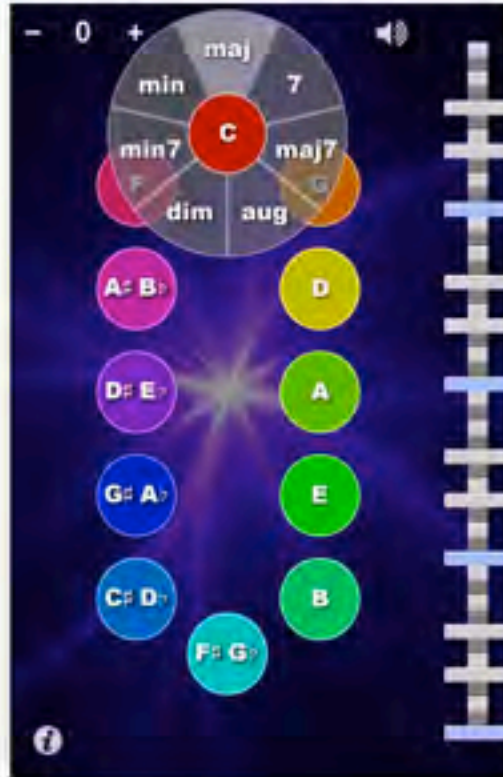 − 0 +
maj
min 7
C
min7 maj7
F G
dim aug
A♯ B♭ D
D♯ E♭ A
G♯ A♭ E
C♯ D♭ B
F♯ G♭
i